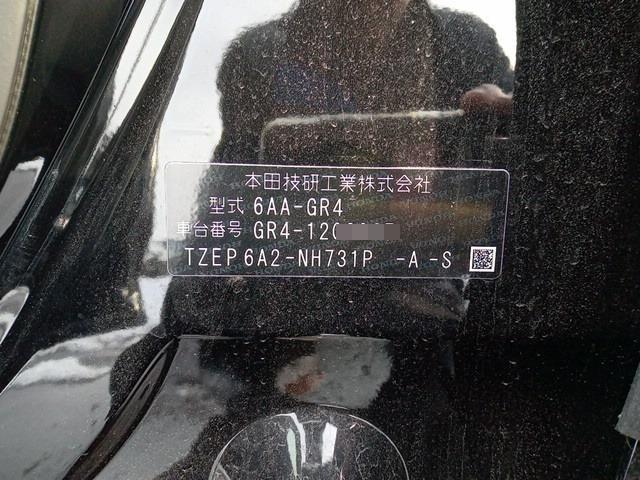 本田技研工業株式会社
型式 6AA-GR4
車台番号 GR4-120
TZEP 6A2-NH731P -A -S